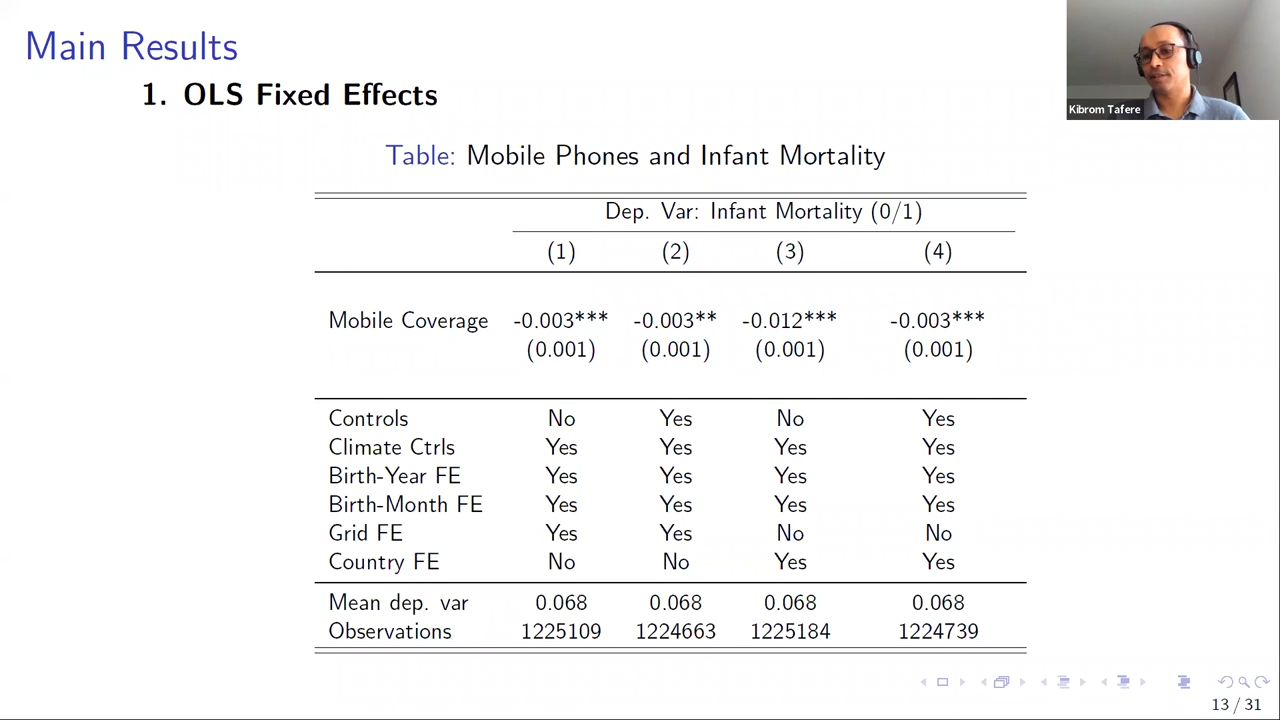 Main Results
1. OLS Fixed Effects
Kibrom Tafere
Table: Mobile Phones and Infant Mortality
Dep. Var: Infant Mortality (0/1)
(1) (2) (3) (4)
Mobile Coverage -0.003*** -0.003** -0.012*** -0.003***
(0.001) (0.001) (0.001) (0.001)
Controls No Yes No Yes
Climate Ctrls Yes Yes Yes Yes
Birth-Year FE Yes Yes Yes Yes
Birth-Month FE Yes Yes Yes Yes
Grid FE Yes Yes No No
Country FE No No Yes Yes
Mean dep. var 0.068 0.068 0.068 0.068
Observations 1225109 1224663 1225184 1224739
13 / 31